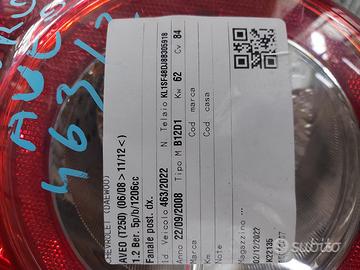 AVEO
463/2
CHEVROLET (DAEWOO)
AVEO (T250) (06/08 > 11/12 <)
1.2 Ber. 5p/b/1206cc
Fanale post. dx.
Id Veicolo 463/2022 N Telaio KL1SF48DJ8B305918
Anno 22/09/2008 Tipo M B12D1 Kw 62 Cv 84
Marca Cod marca
Km Cod casa
Note
Magazzino
02/12/2022
K22135
subito